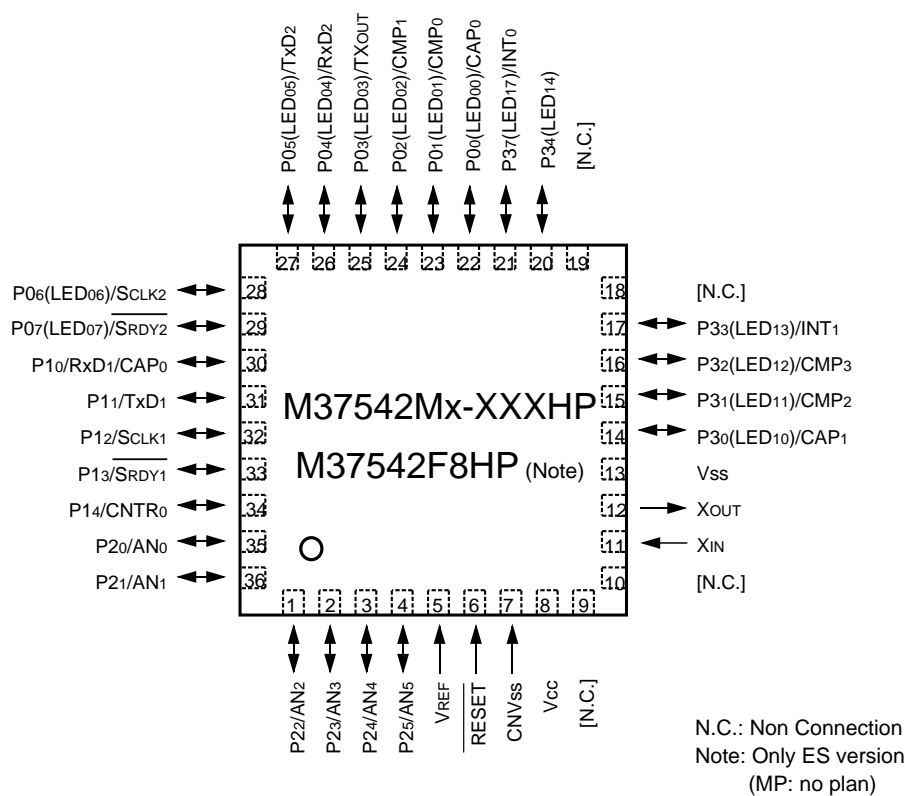 P05(LED05)/TxD2
P04(LED04)/RxD2
P03(LED03)/TXOUT
P02(LED02)/CMP1
P01(LED01)/CMP0
P00(LED00)/CAP0
P37(LED17)/INT0
P34(LED14)
[N.C.]
27 26 25 24 23 22 21 20 19
P06(LED06)/SCLK2 28
P07(LED07)/SRDY2 29
P10/RxD1/CAP0 30
P11/TxD1 31
P12/SCLK1 32
P13/SRDY1 33
P14/CNTR0 34
P20/AN0 35
P21/AN1 36
M37542Mx-XXXHP
M37542F8HP (Note)
18 [N.C.]
17 P33(LED13)/INT1
16 P32(LED12)/CMP3
15 P31(LED11)/CMP2
14 P30(LED10)/CAP1
13 Vss
12 XOUT
11 XIN
10 [N.C.]
1 2 3 4 5 6 7 8 9
P22/AN2
P23/AN3
P24/AN4
P25/AN5
VREF
RESET
CNVss
Vcc
[N.C.]
N.C.: Non Connection
Note: Only ES version
(MP: no plan)